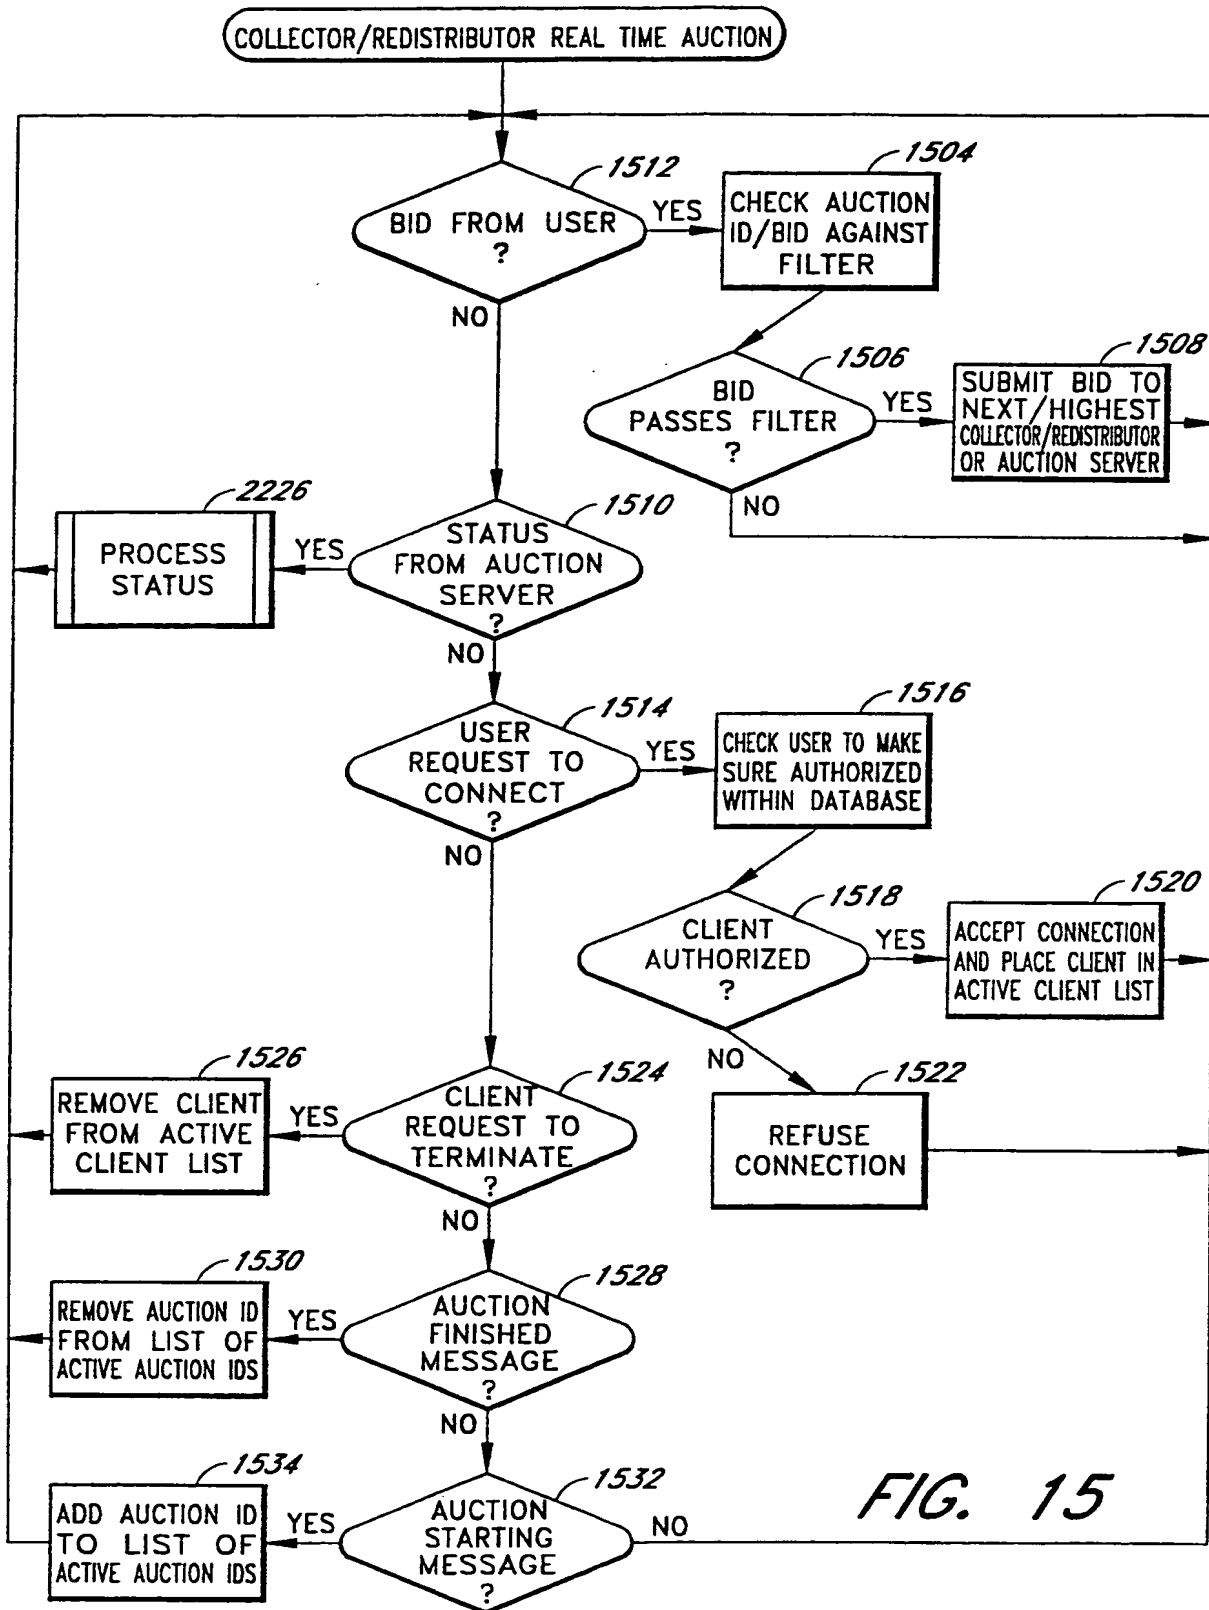 COLLECTOR/REDISTRIBUTOR REAL TIME AUCTION
1512
BID FROM USER
?
YES
NO
1504
CHECK AUCTION
ID/BID AGAINST
FILTER
1506
BID
PASSES FILTER
?
YES
NO
1508
SUBMIT BID TO
NEXT/HIGHEST
COLLECTOR/REDISTRIBUTOR
OR AUCTION SERVER
2226
PROCESS
STATUS
YES
1510
STATUS
FROM AUCTION
SERVER
?
NO
1514
USER
REQUEST TO
CONNECT
?
YES
NO
1516
CHECK USER TO MAKE
SURE AUTHORIZED
WITHIN DATABASE
1518
CLIENT
AUTHORIZED
?
YES
NO
1520
ACCEPT CONNECTION
AND PLACE CLIENT IN
ACTIVE CLIENT LIST
1522
REFUSE
CONNECTION
1526
REMOVE CLIENT
FROM ACTIVE
CLIENT LIST
YES
1524
CLIENT
REQUEST TO
TERMINATE
?
NO
1530
REMOVE AUCTION ID
FROM LIST OF
ACTIVE AUCTION IDS
YES
1528
AUCTION
FINISHED
MESSAGE
?
NO
1534
ADD AUCTION ID
TO LIST OF
ACTIVE AUCTION IDS
YES
1532
AUCTION
STARTING
MESSAGE
?
NO
FIG. 15